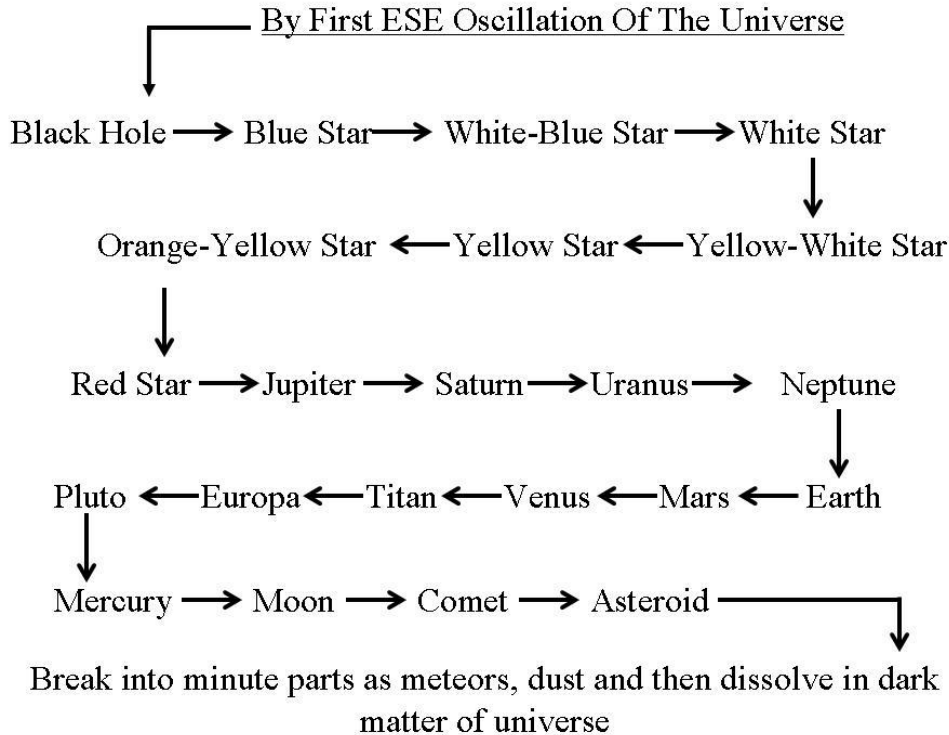 By First ESE Oscillation Of The Universe
Black Hole Blue Star White-Blue Star White Star
Orange-Yellow Star Yellow Star Yellow-White Star
Red Star Jupiter Saturn Uranus Neptune
Pluto Europa Titan Venus Mars Earth
Mercury Moon Comet Asteroid
Break into minute parts as meteors, dust and then dissolve in dark
matter of universe